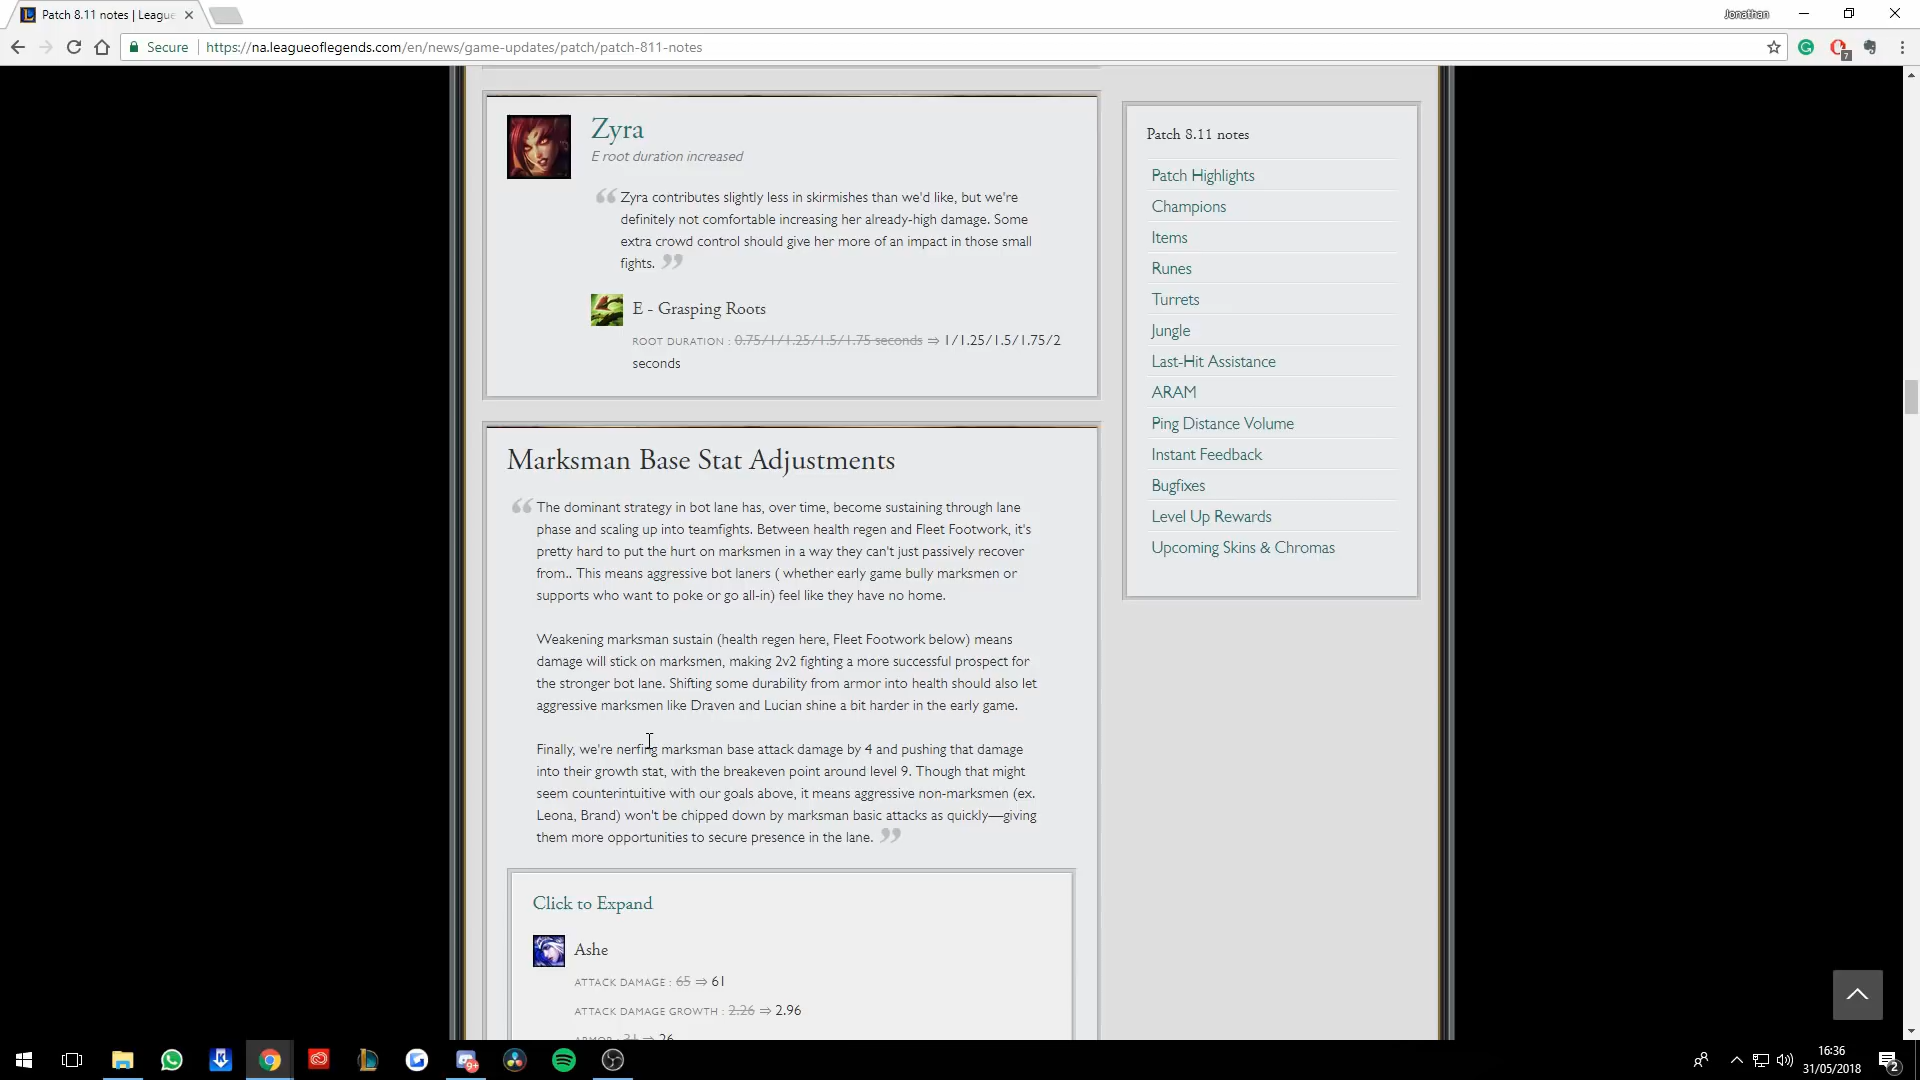 Patch 8.11 notes | League
Jonathan
Secure
https://na.leagueoflegends.com/en/news/game-updates/patch/patch-811-notes
7
Zyra
E root duration increased
“ Zyra contributes slightly less in skirmishes than we'd like, but we're
definitely not comfortable increasing her already-high damage. Some
extra crowd control should give her more of an impact in those small
fights. ”
E - Grasping Roots
ROOT DURATION : 0.75/1/1.25/1.5/1.75 seconds ⇒ 1/1.25/1.5/1.75/2
seconds
Marksman Base Stat Adjustments
“ The dominant strategy in bot lane has, over time, become sustaining through lane
phase and scaling up into teamfights. Between health regen and Fleet Footwork, it's
pretty hard to put the hurt on marksmen in a way they can't just passively recover
from.. This means aggressive bot laners ( whether early game bully marksmen or
supports who want to poke or go all-in) feel like they have no home.
Weakening marksman sustain (health regen here, Fleet Footwork below) means
damage will stick on marksmen, making 2v2 fighting a more successful prospect for
the stronger bot lane. Shifting some durability from armor into health should also let
aggressive marksmen like Draven and Lucian shine a bit harder in the early game.
Finally, we're nerfing marksman base attack damage by 4 and pushing that damage
into their growth stat, with the breakeven point around level 9. Though that might
seem counterintuitive with our goals above, it means aggressive non-marksmen (ex.
Leona, Brand) won't be chipped down by marksman basic attacks as quickly—giving
them more opportunities to secure presence in the lane. ”
Click to Expand
Ashe
ATTACK DAMAGE : 65 ⇒ 61
ATTACK DAMAGE GROWTH : 2.26 ⇒ 2.96
ARMOR : 31 ⇒ 26
Patch 8.11 notes
Patch Highlights
Champions
Items
Runes
Turrets
Jungle
Last-Hit Assistance
ARAM
Ping Distance Volume
Instant Feedback
Bugfixes
Level Up Rewards
Upcoming Skins & Chromas
9+
16:36
31/05/2018
2